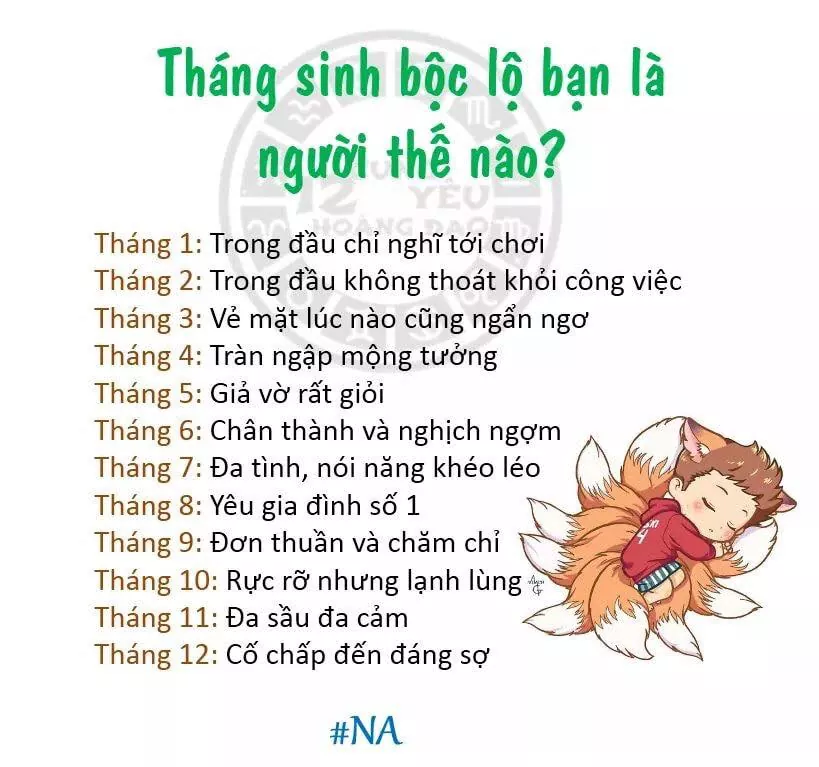 Tháng sinh bộc lộ bạn là
người thế nào?
YÊU
HOÀNG ĐẠO
Tháng 1: Trong đầu chỉ nghĩ tới chơi
Tháng 2: Trong đầu không thoát khỏi công việc
Tháng 3: Vẻ mặt lúc nào cũng ngẩn ngơ
Tháng 4: Tràn ngập mộng tưởng
Tháng 5: Giả vờ rất giỏi
Tháng 6: Chân thành và nghịch ngợm
Tháng 7: Đa tình, nói năng khéo léo
Tháng 8: Yêu gia đình số 1
Tháng 9: Đơn thuần và chăm chỉ
Tháng 10: Rực rỡ nhưng lạnh lùng
Tháng 11: Đa sầu đa cảm
Tháng 12: Cố chấp đến đáng sợ
#NA